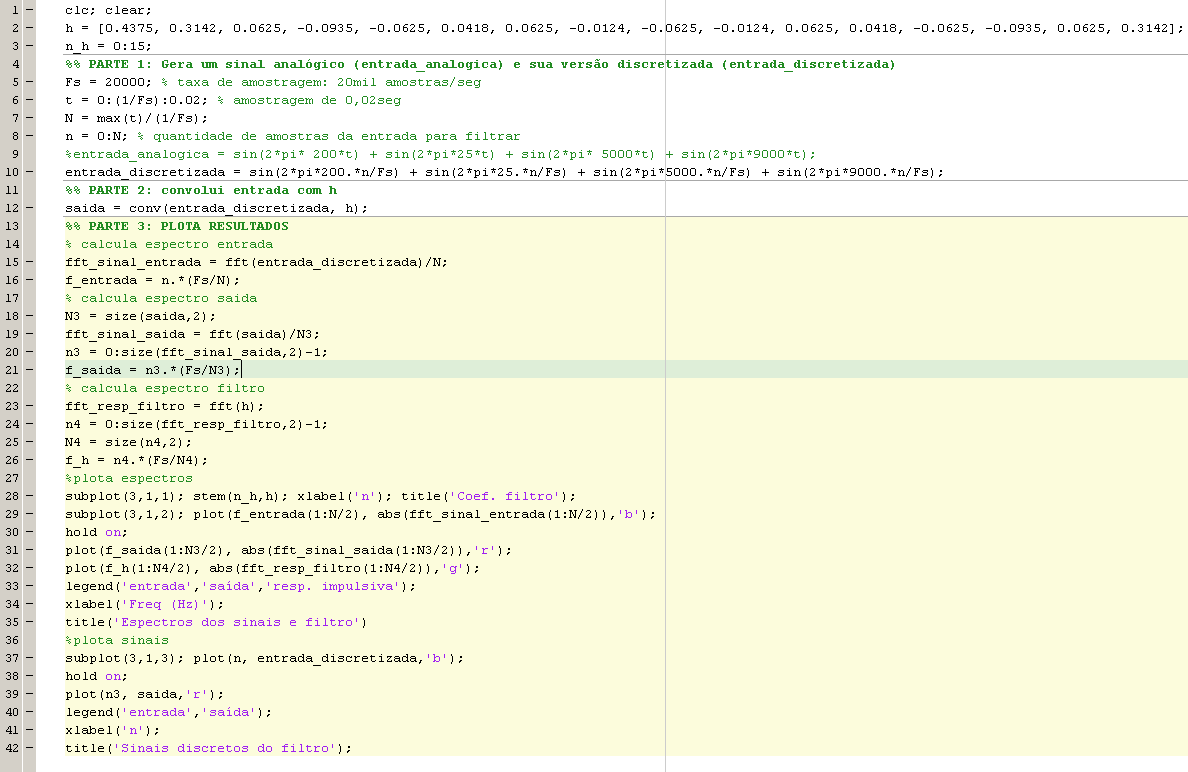 1 - clc; clear;
2 - h = [0.4375, 0.3142, 0.0625, -0.0935, -0.0625, 0.0418, 0.0625, -0.0124, -0.0625, -0.0124, 0.0625, 0.0418, -0.0625, -0.0935, 0.0625, 0.3142];
3 - n_h = 0:15;
4 %% PARTE 1: Gera um sinal analógico (entrada_analogica) e sua versão discretizada (entrada_discretizada)
5 - Fs = 20000; % taxa de amostragem: 20mil amostras/seg
6 - t = 0:(1/Fs):0.02; % amostragem de 0,02seg
7 - N = max(t)/(1/Fs);
8 - n = 0:N; % quantidade de amostras da entrada para filtrar
9 %entrada_analogica = sin(2*pi* 200*t) + sin(2*pi*25*t) + sin(2*pi* 5000*t) + sin(2*pi*9000*t);
10 - entrada_discretizada = sin(2*pi*200.*n/Fs) + sin(2*pi*25.*n/Fs) + sin(2*pi*5000.*n/Fs) + sin(2*pi*9000.*n/Fs);
11 %% PARTE 2: convolui entrada com h
12 - saida = conv(entrada_discretizada, h);
13 %% PARTE 3: PLOTA RESULTADOS
14 % calcula espectro entrada
15 - fft_sinal_entrada = fft(entrada_discretizada)/N;
16 - f_entrada = n.*(Fs/N);
17 % calcula espectro saida
18 - N3 = size(saida,2);
19 - fft_sinal_saida = fft(saida)/N3;
20 - n3 = 0:size(fft_sinal_saida,2)-1;
21 - f_saida = n3.*(Fs/N3);
22 % calcula espectro filtro
23 - fft_resp_filtro = fft(h);
24 - n4 = 0:size(fft_resp_filtro,2)-1;
25 - N4 = size(n4,2);
26 - f_h = n4.*(Fs/N4);
27 %plota espectros
28 - subplot(3,1,1); stem(n_h,h); xlabel('n'); title('Coef. filtro');
29 - subplot(3,1,2); plot(f_entrada(1:N/2), abs(fft_sinal_entrada(1:N/2)),'b');
30 - hold on;
31 - plot(f_saida(1:N3/2), abs(fft_sinal_saida(1:N3/2)),'r');
32 - plot(f_h(1:N4/2), abs(fft_resp_filtro(1:N4/2)),'g');
33 - legend('entrada','saída','resp. impulsiva');
34 - xlabel('Freq (Hz)');
35 - title('Espectros dos sinais e filtro')
36 %plota sinais
37 - subplot(3,1,3); plot(n, entrada_discretizada,'b');
38 - hold on;
39 - plot(n3, saida,'r');
40 - legend('entrada','saída');
41 - xlabel('n');
42 - title('Sinais discretos do filtro');